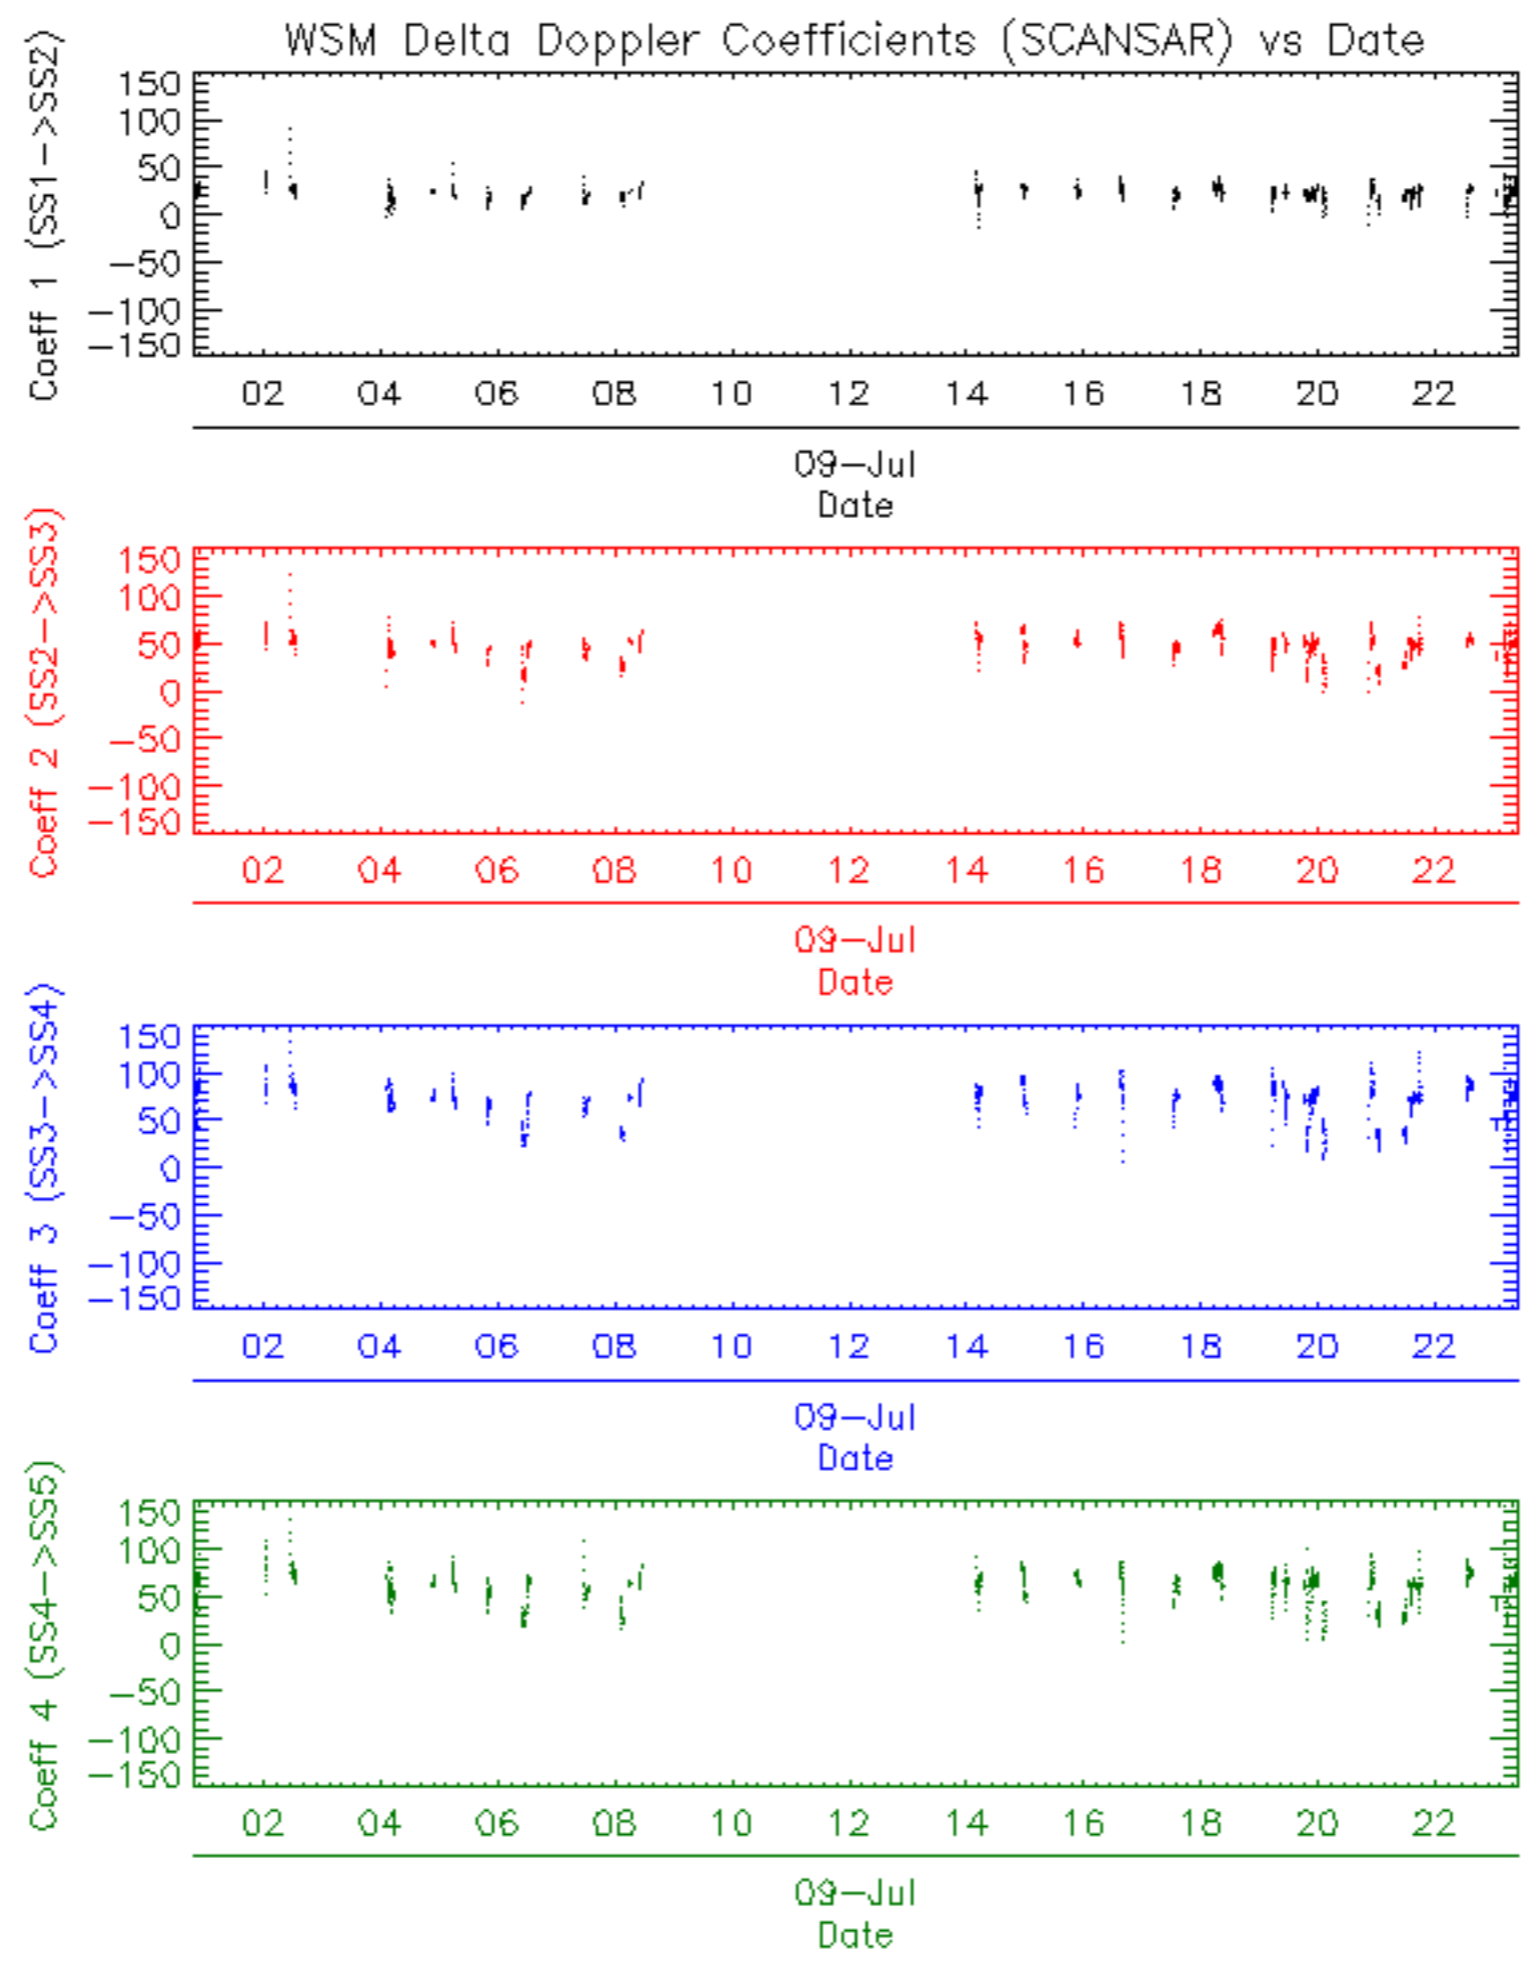 WSM Delta Doppler Coefficients (SCANSAR) vs Date
Coeff 1 (SS1->SS2)
150
100
50
0
-50
-100
-150
02 04 06 08 10 12 14 16 18 20 22
09-Jul
Date
Coeff 2 (SS2->SS3)
150
100
50
0
-50
-100
-150
02 04 06 08 10 12 14 16 18 20 22
09-Jul
Date
Coeff 3 (SS3->SS4)
150
100
50
0
-50
-100
-150
02 04 06 08 10 12 14 16 18 20 22
09-Jul
Date
Coeff 4 (SS4->SS5)
150
100
50
0
-50
-100
-150
02 04 06 08 10 12 14 16 18 20 22
09-Jul
Date